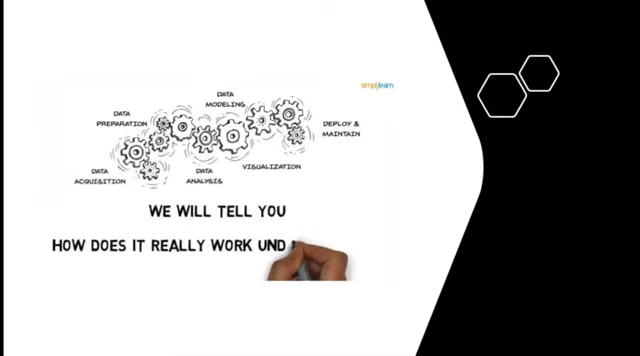 simplilearn
DATA
MODELING
DATA
PREPARATION
DEPLOY &
MAINTAIN
VISUALIZATION
DATA
ACQUISITION
DATA
ANALYSIS
WE WILL TELL YOU
HOW DOES IT REALLY WORK UND